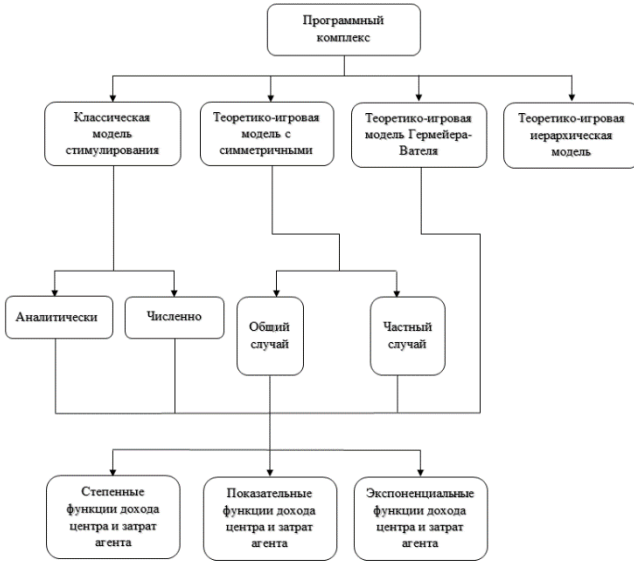 Программный
комплекс
Классическая
модель
стимулирования
Теоретико-игровая
модель с
симметричными
Теоретико-игровая
модель Гермейера-
Вателя
Теоретико-игровая
иерархическая
модель
Аналитически
Численно
Общий
случай
Частный
случай
Степенные
функции дохода
центра и затрат
агента
Показательные
функции дохода
центра и затрат
агента
Экспоненциальные
функции дохода
центра и затрат
агента